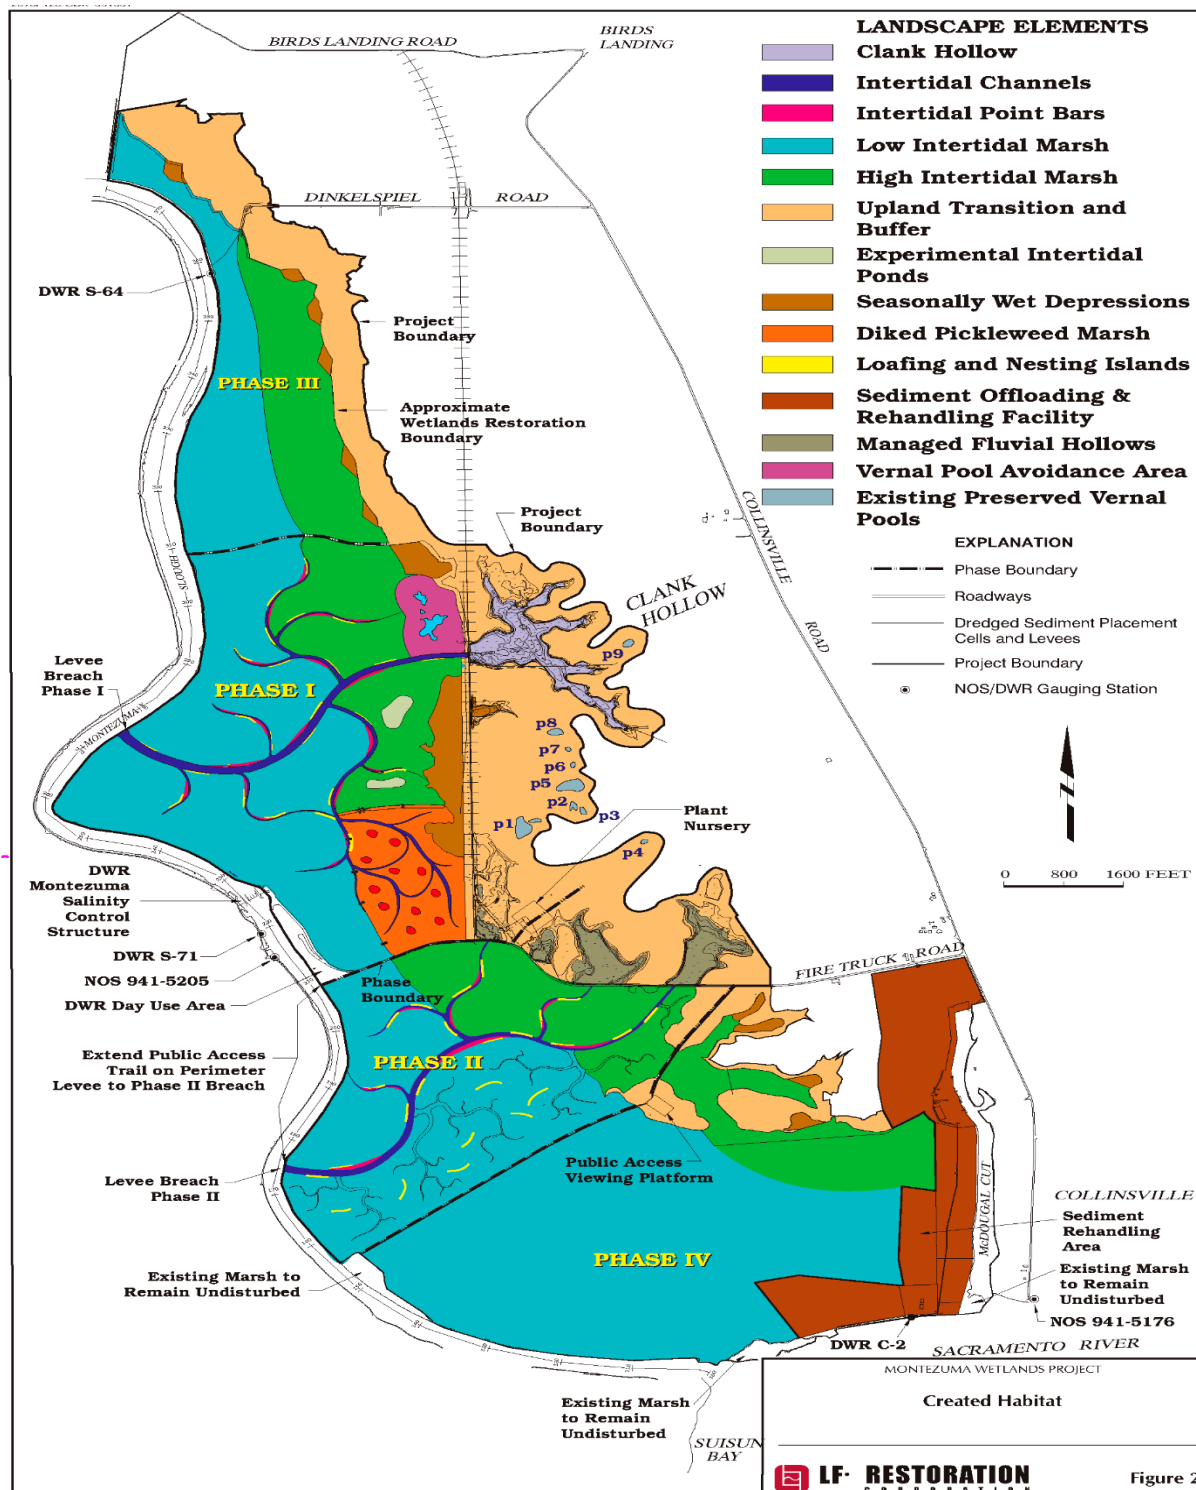 BIRDS LANDING ROAD
BIRDS
LANDING
DINKELSPIEL ROAD
DWR S-64
Project
Boundary
PHASE III
Approximate
Wetlands Restoration
Boundary
Project
Boundary
COLLINSVILLE
ROAD
SLOUGH
CLANK
HOLLOW
p9
Levee
Breach
Phase I
PHASE I
MONTEZUMA
p8
p7
p6
p5
p2
p3
p1
p4
Plant
Nursery
DWR
Montezuma
Salinity
Control
Structure
DWR S-71
NOS 941-5205
DWR Day Use Area
Phase
Boundary
FIRE TRUCK ROAD
Extend Public Access
Trail on Perimeter
Levee to Phase II Breach
PHASE II
Levee Breach
Phase II
Public Access
Viewing Platform
McDOUGAL CUT
COLLINSVILLE
Sediment
Rehandling
Area
PHASE IV
Existing Marsh to
Remain Undisturbed
Existing Marsh
to Remain
Undisturbed
NOS 941-5176
DWR C-2
SACRAMENTO RIVER
Existing Marsh
to Remain
Undisturbed
SUISUN
BAY
LANDSCAPE ELEMENTS
Clank Hollow
Intertidal Channels
Intertidal Point Bars
Low Intertidal Marsh
High Intertidal Marsh
Upland Transition and
Buffer
Experimental Intertidal
Ponds
Seasonally Wet Depressions
Diked Pickleweed Marsh
Loafing and Nesting Islands
Sediment Offloading &
Rehandling Facility
Managed Fluvial Hollows
Vernal Pool Avoidance Area
Existing Preserved Vernal
Pools
EXPLANATION
Phase Boundary
Roadways
Dredged Sediment Placement
Cells and Levees
Project Boundary
NOS/DWR Gauging Station
0 800 1600 FEET
MONTEZUMA WETLANDS PROJECT
Created Habitat
LF· RESTORATION
CORPORATION
Figure 2